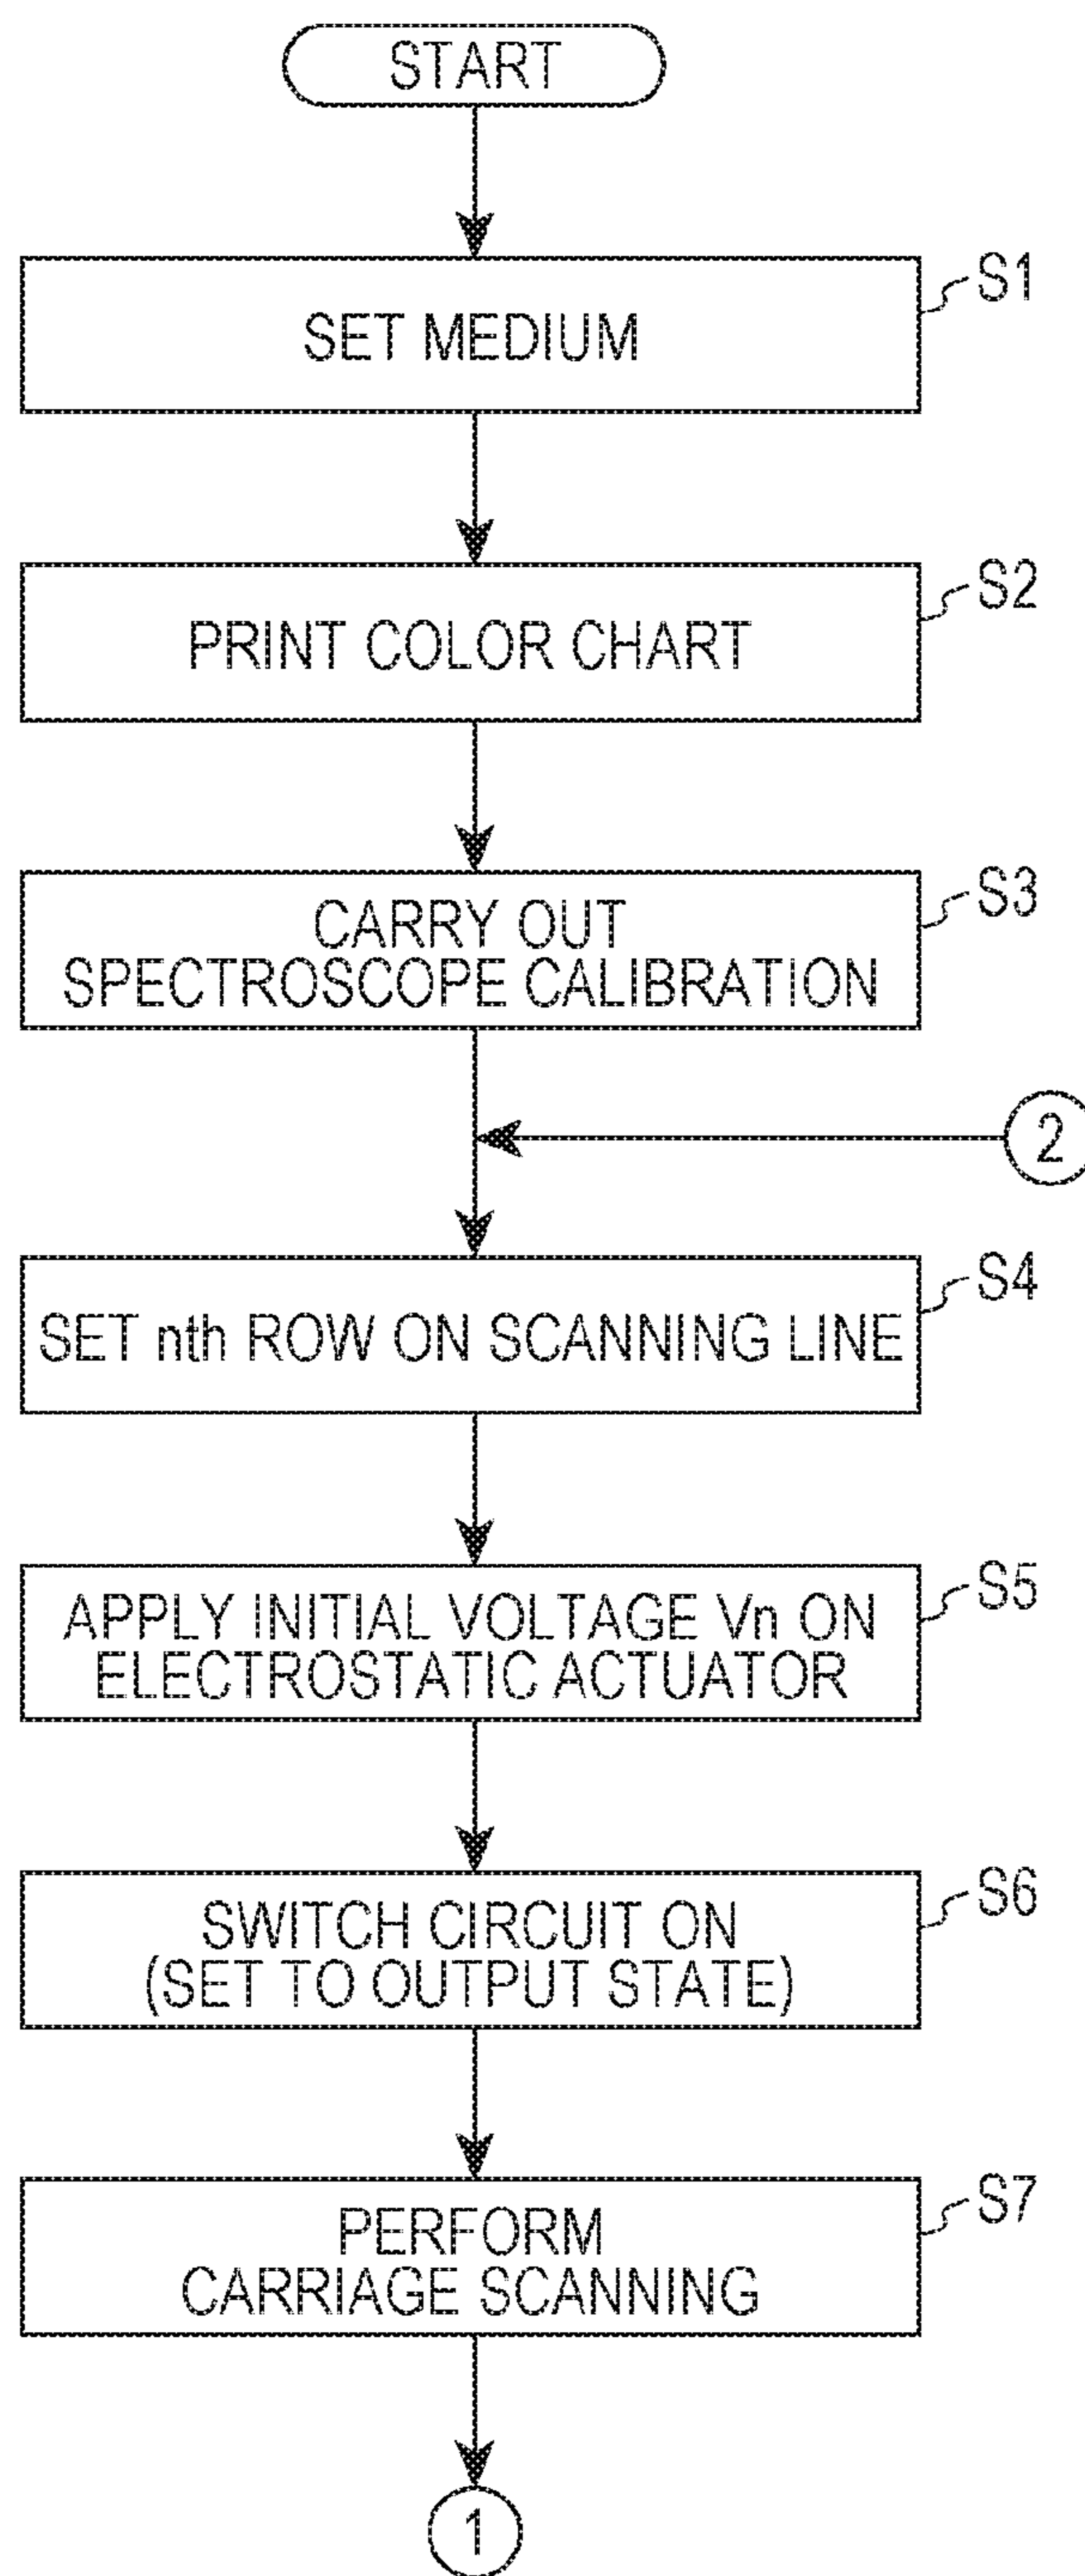 START
S1
SET MEDIUM
S2
PRINT COLOR CHART
S3
CARRY OUT
SPECTROSCOPE CALIBRATION
2
S4
SET nth ROW ON SCANNING LINE
S5
APPLY INITIAL VOLTAGE Vn ON
ELECTROSTATIC ACTUATOR
S6
SWITCH CIRCUIT ON
(SET TO OUTPUT STATE)
S7
PERFORM
CARRIAGE SCANNING
1